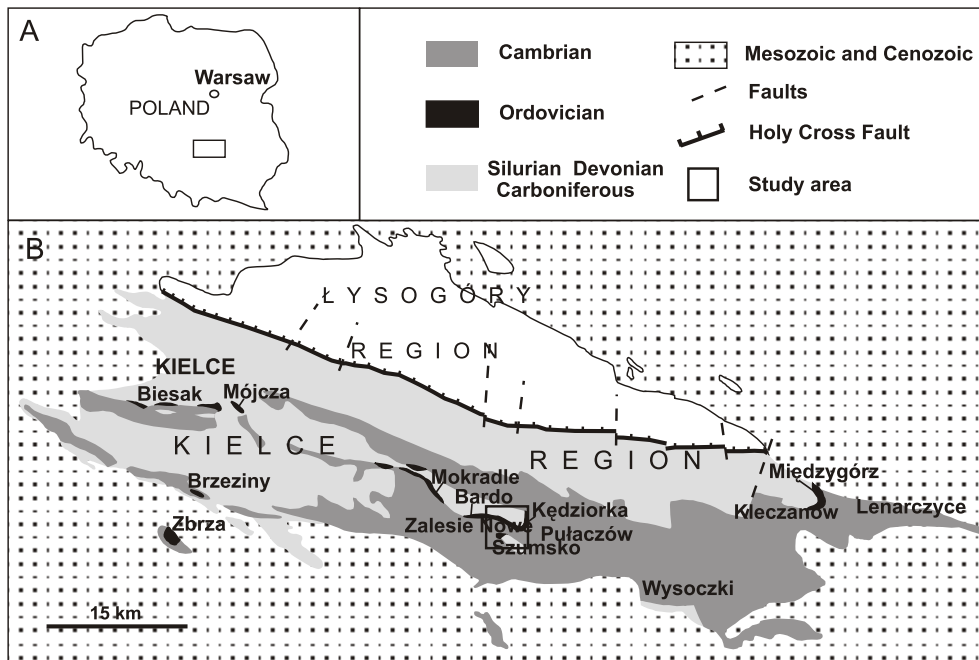 A
Warsaw
POLAND
Cambrian
Ordovician
Silurian Devonian
Carboniferous
Mesozoic and Cenozoic
Faults
Holy Cross Fault
Study area
B
ŁYSOGÓRY
REGION
KIELCE
Biesak
Mójcza
KIELCE
REGION
Brzeziny
Zbrza
Mokradle
Bardo
Zalesie Nowe
Kędziorka
Pułaczów
Szumsko
Międzygórz
Kleczanów
Lenarczyce
Wysoczki
15 km